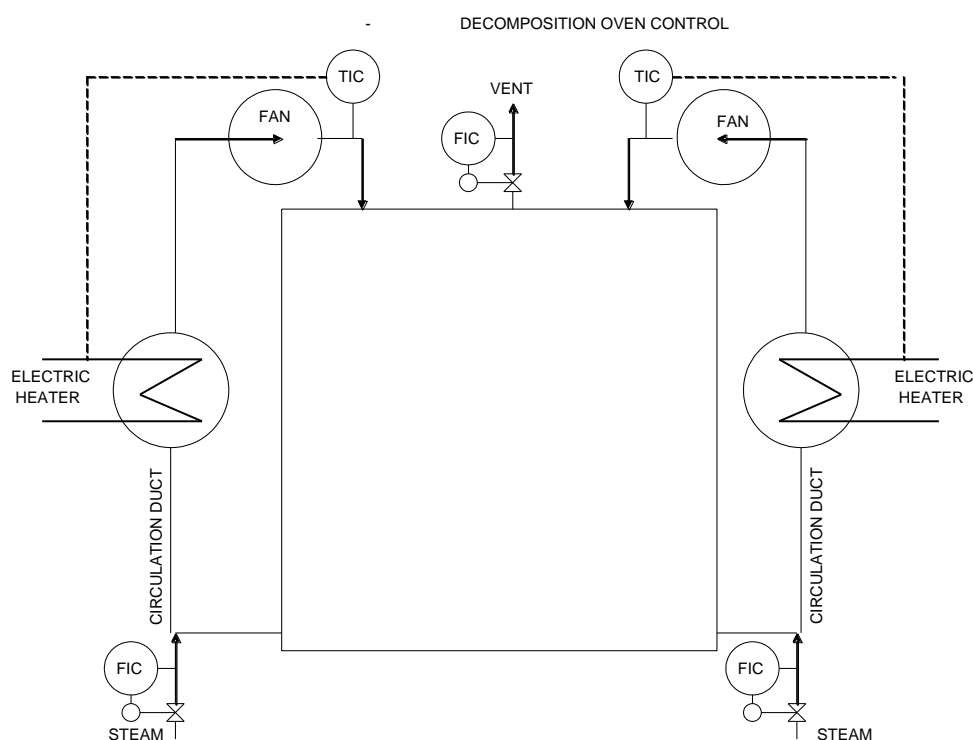 - DECOMPOSITION OVEN CONTROL
TIC
TIC
VENT
FAN
FAN
FIC
ELECTRIC
HEATER
ELECTRIC
HEATER
CIRCULATION DUCT
CIRCULATION DUCT
FIC
FIC
STEAM
STEAM